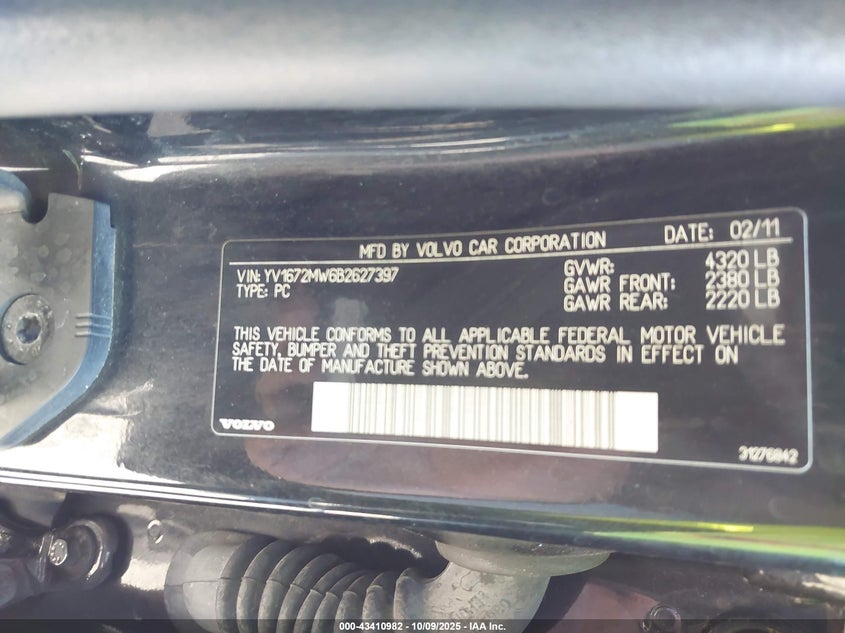 MFD BY VOLVO CAR CORPORATION DATE: 02/11
VIN: YV1672MW6B2627397 GVWR: 4320 LB
TYPE: PC GAWR FRONT: 2380 LB
GAWR REAR: 2220 LB
THIS VEHICLE CONFORMS TO ALL APPLICABLE FEDERAL MOTOR VEHICLE
SAFETY, BUMPER AND THEFT PREVENTION STANDARDS IN EFFECT ON
THE DATE OF MANUFACTURE SHOWN ABOVE.
VOLVO
31276842
000-43410982 - 10/09/2025 - IAA Inc.